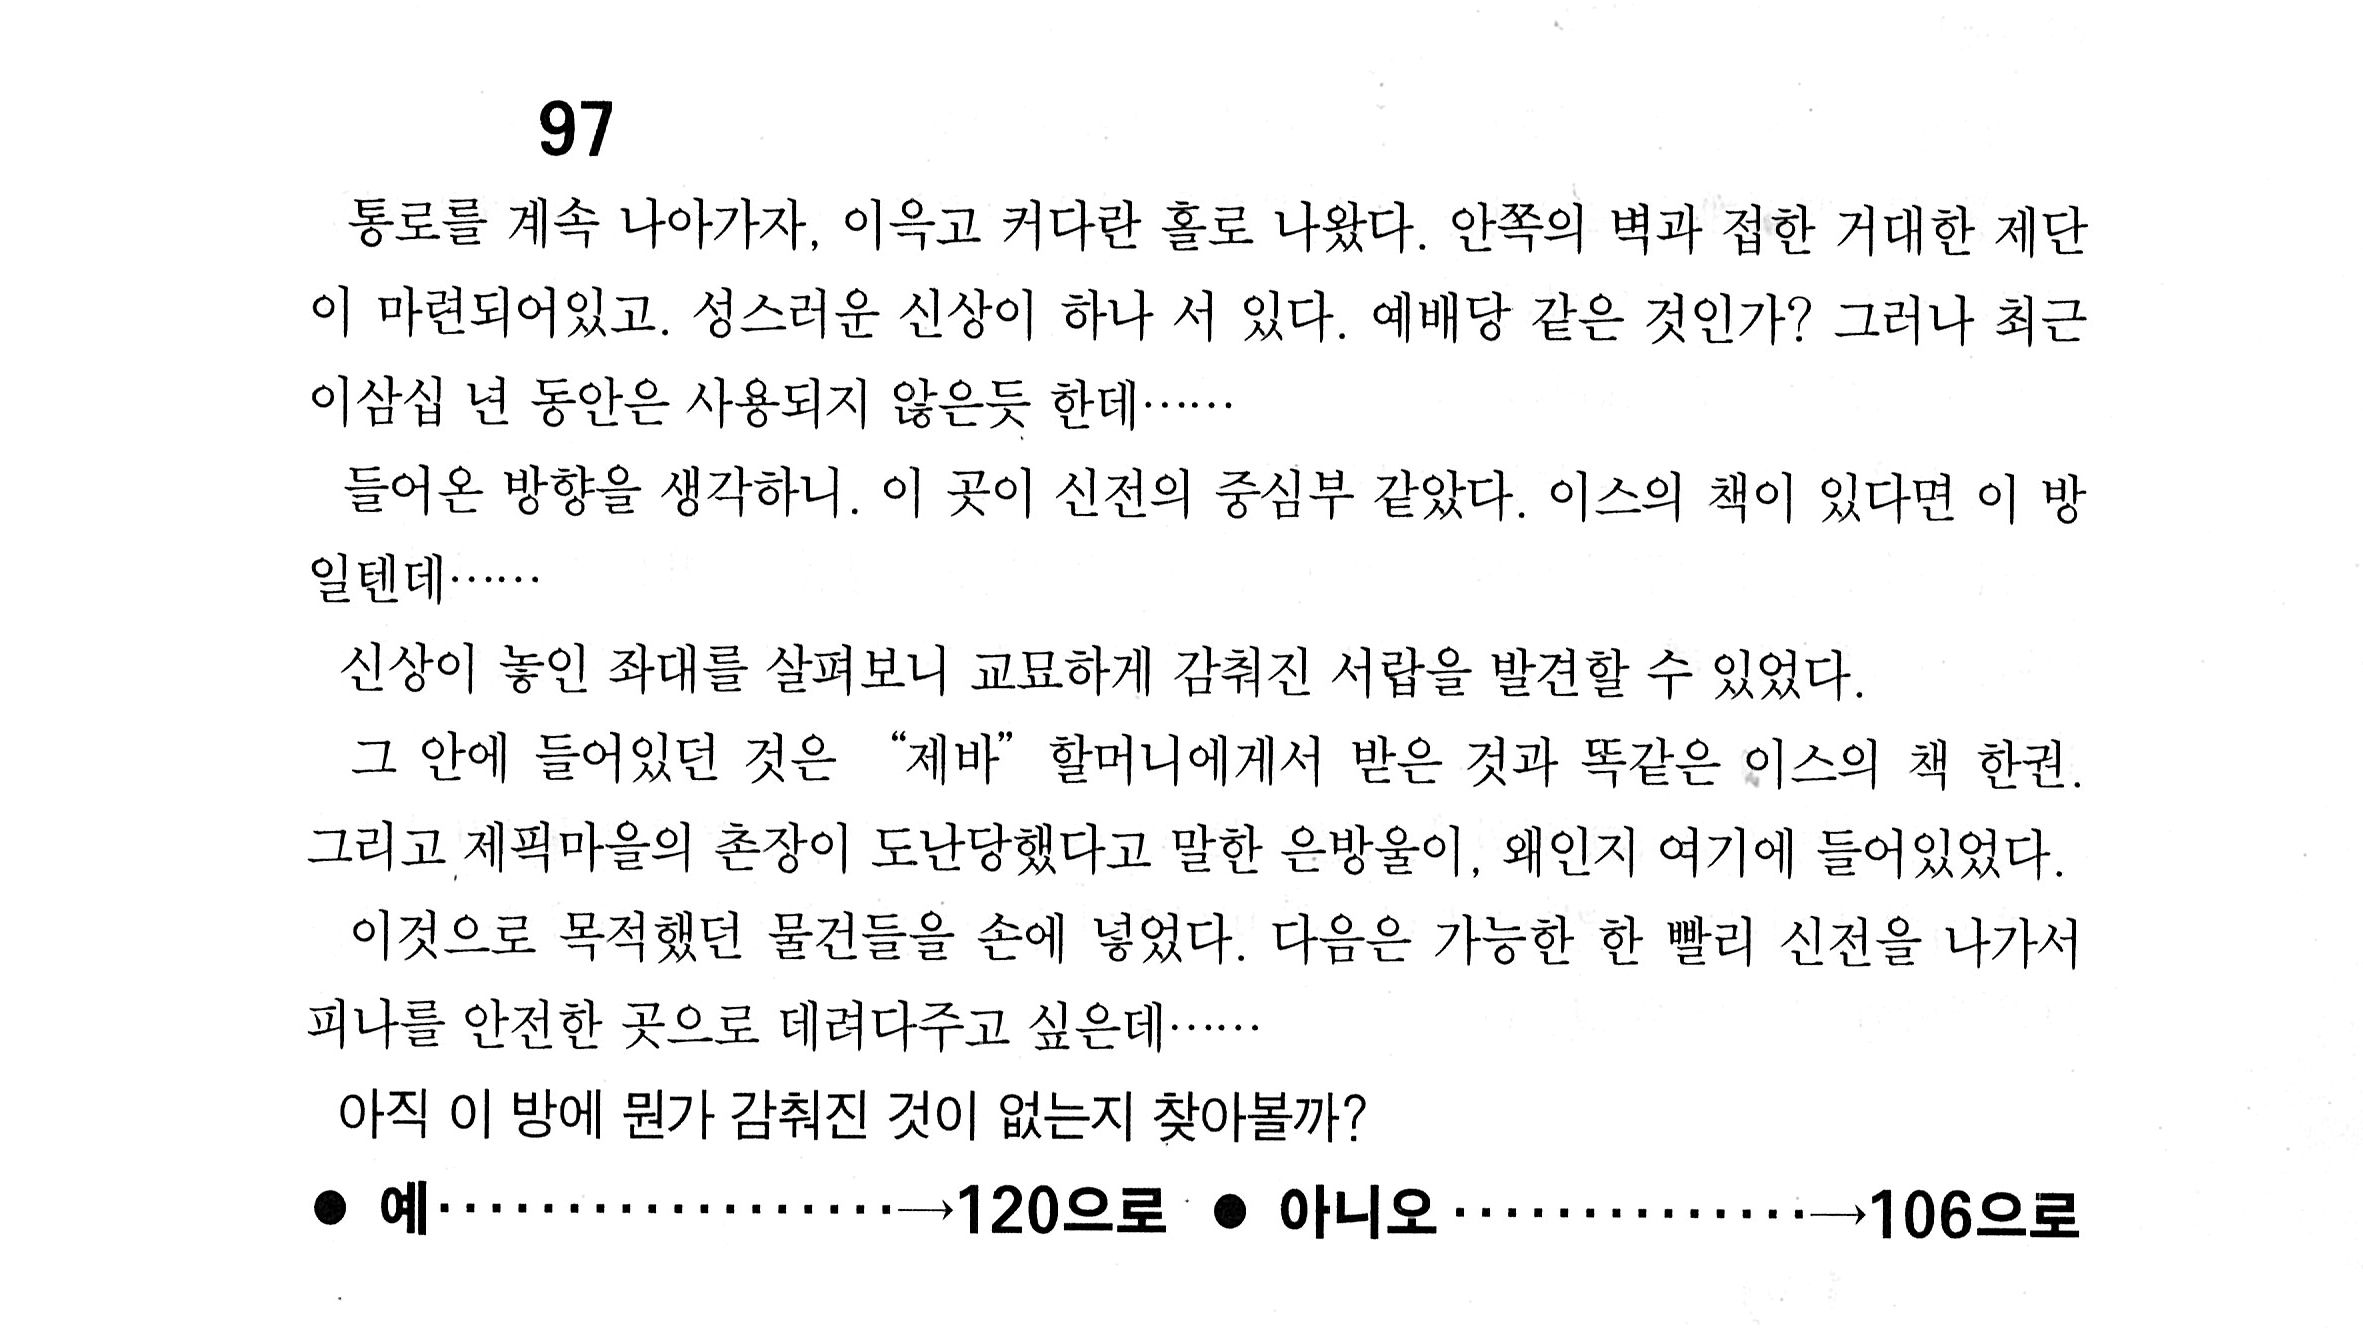 97
통로를 계속 나아가자, 이윽고 커다란 홀로 나왔다. 안쪽의 벽과 접한 거대한 제단
이 마련되어있고. 성스러운 신상이 하나 서 있다. 예배당 같은 것인가? 그러나 최근
이삼십 년 동안은 사용되지 않은듯 한데……
들어온 방향을 생각하니. 이 곳이 신전의 중심부 같았다. 이스의 책이 있다면 이 방
일텐데……
신상이 놓인 좌대를 살펴보니 교묘하게 감춰진 서랍을 발견할 수 있었다.
그 안에 들어있던 것은 “제바” 할머니에게서 받은 것과 똑같은 이스의 책 한권.
그리고 제픽마을의 촌장이 도난당했다고 말한 은방울이, 왜인지 여기에 들어있었다.
이것으로 목적했던 물건들을 손에 넣었다. 다음은 가능한 한 빨리 신전을 나가서
피나를 안전한 곳으로 데려다주고 싶은데……
아직 이 방에 뭔가 감춰진 것이 없는지 찾아볼까?
● 예··················→120으로 ● 아니오··············→106으로